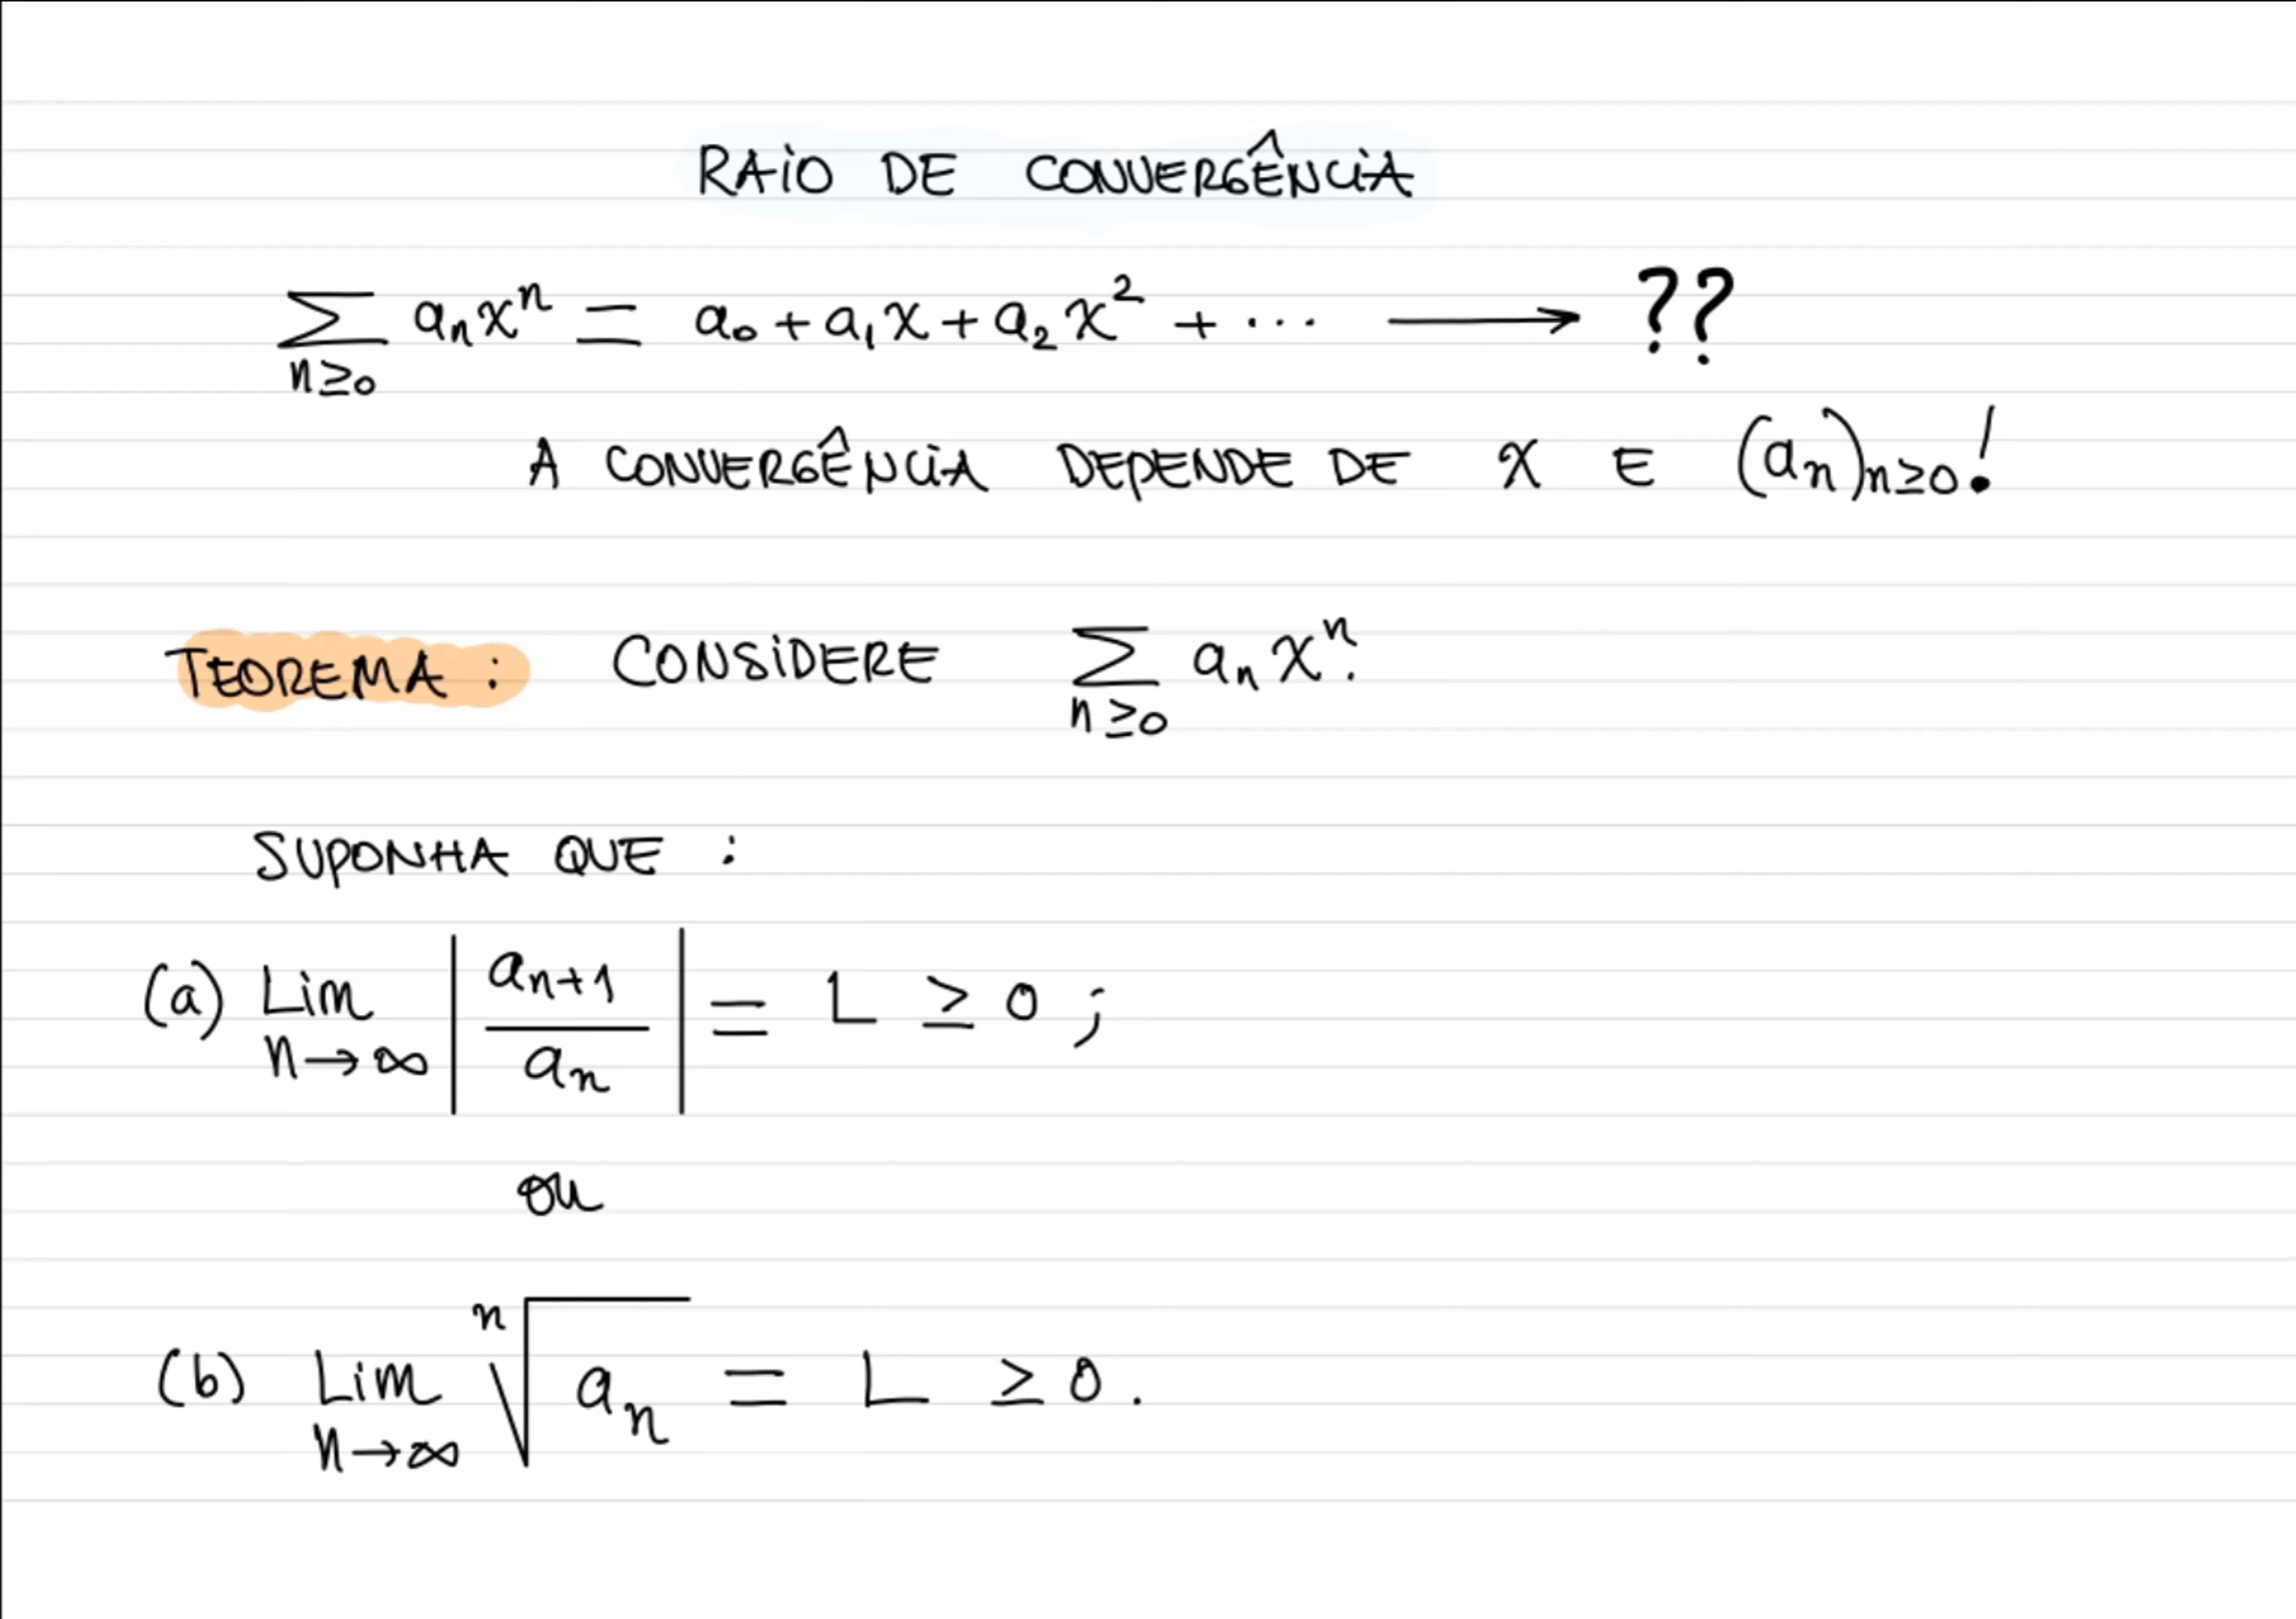 RAIO DE CONVERGÊNCIA
∑_{n≥0} aₙxⁿ = a₀ + a₁x + a₂x² + ··· ⟶ ??
A CONVERGÊNCIA DEPENDE DE x E (aₙ)_{n≥0}!
TEOREMA: CONSIDERE ∑_{n≥0} aₙxⁿ.
SUPONHA QUE:
(a) Lim_{n→∞} |aₙ₊₁/aₙ| = L ≥ 0;
ou
(b) Lim_{n→∞} ⁿ√aₙ = L ≥ 0.